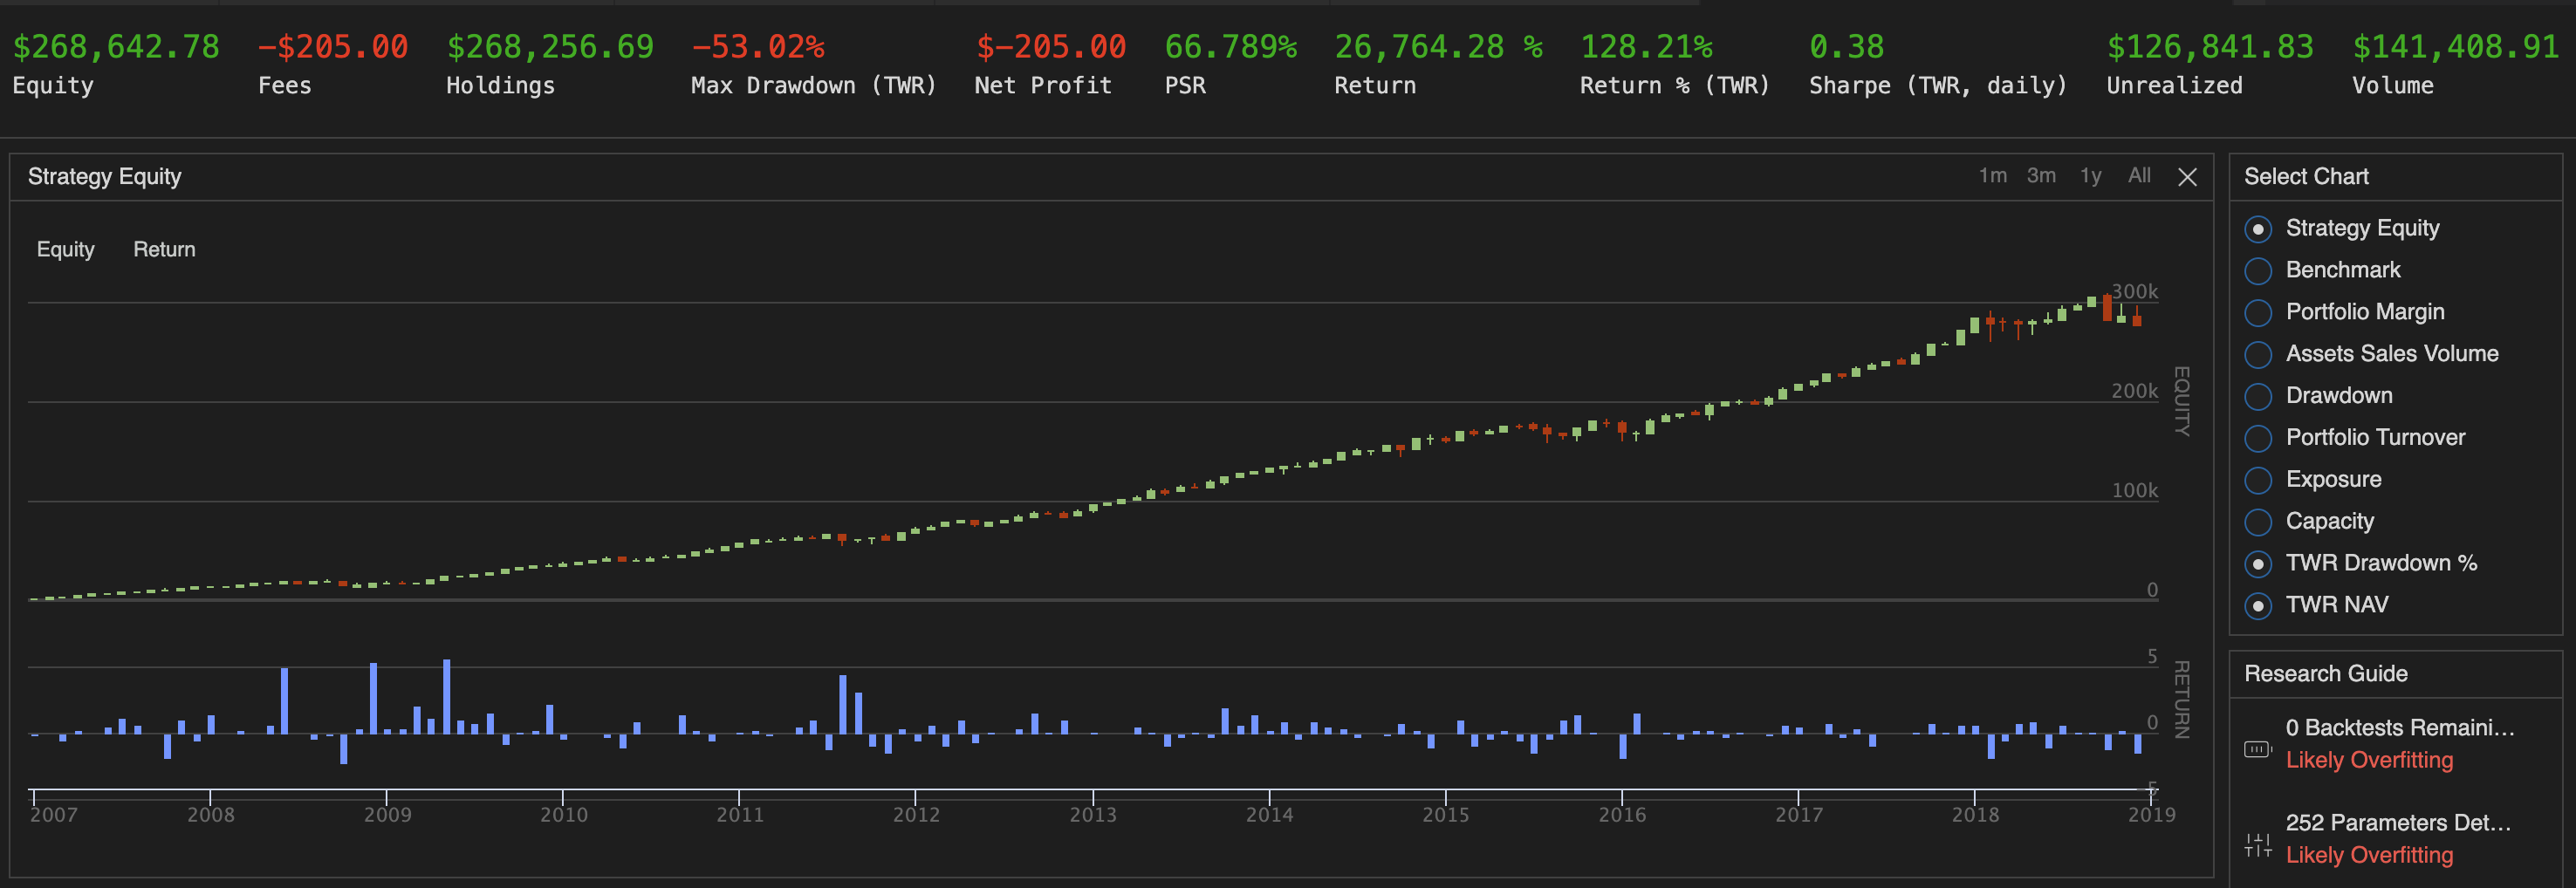 $268,642.78 −$205.00 $268,256.69 −53.02% $−205.00 66.789% 26,764.28 % 128.21% 0.38 $126,841.83 $141,408.91
Equity Fees Holdings Max Drawdown (TWR) Net Profit PSR Return Return % (TWR) Sharpe (TWR, daily) Unrealized Volume
Strategy Equity 1m 3m 1y All
Equity Return
300k
200k
100k
0
EQUITY
5
0
-5
RETURN
2007 2008 2009 2010 2011 2012 2013 2014 2015 2016 2017 2018 2019
Select Chart
Strategy Equity
Benchmark
Portfolio Margin
Assets Sales Volume
Drawdown
Portfolio Turnover
Exposure
Capacity
TWR Drawdown %
TWR NAV
Research Guide
0 Backtests Remaini...
Likely Overfitting
252 Parameters Det...
Likely Overfitting